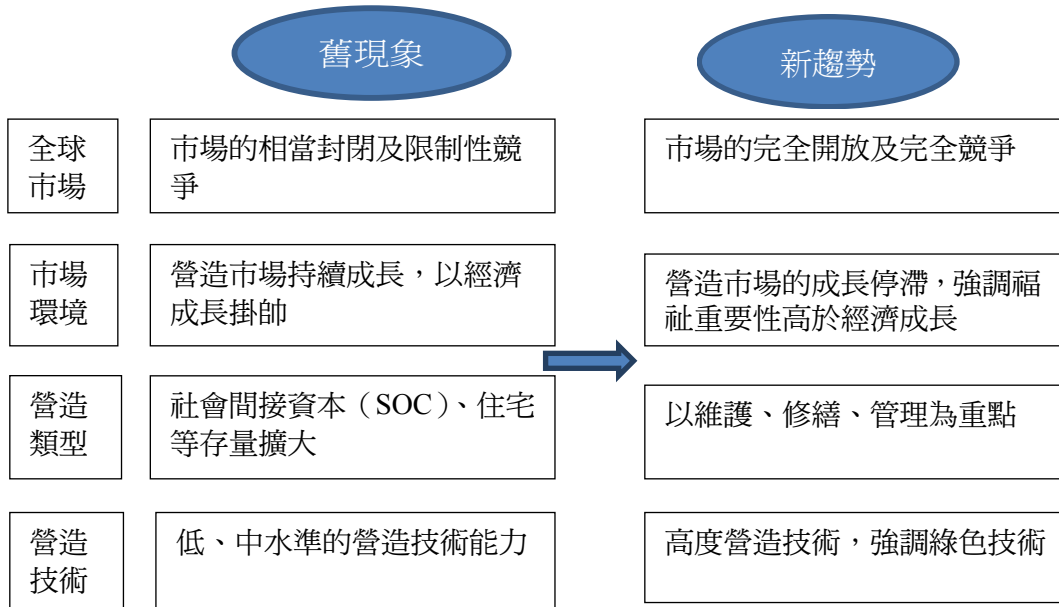 舊現象
新趨勢
全球
市場
市場的相當封閉及限制性競
爭
市場的完全開放及完全競爭
市場
環境
營造市場持續成長，以經濟
成長掛帥
營造市場的成長停滯，強調福
祉重要性高於經濟成長
營造
類型
社會間接資本（SOC）、住宅
等存量擴大
以維護、修繕、管理為重點
營造
技術
低、中水準的營造技術能力
高度營造技術，強調綠色技術